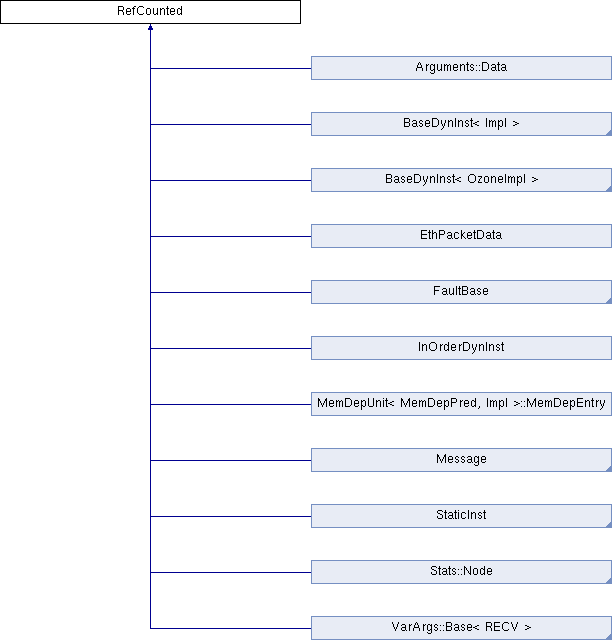 RefCounted
Arguments::Data
BaseDynInst< Impl >
BaseDynInst< OzoneImpl >
EthPacketData
FaultBase
InOrderDynInst
MemDepUnit< MemDepPred, Impl >::MemDepEntry
Message
StaticInst
Stats::Node
VarArgs::Base< RECV >